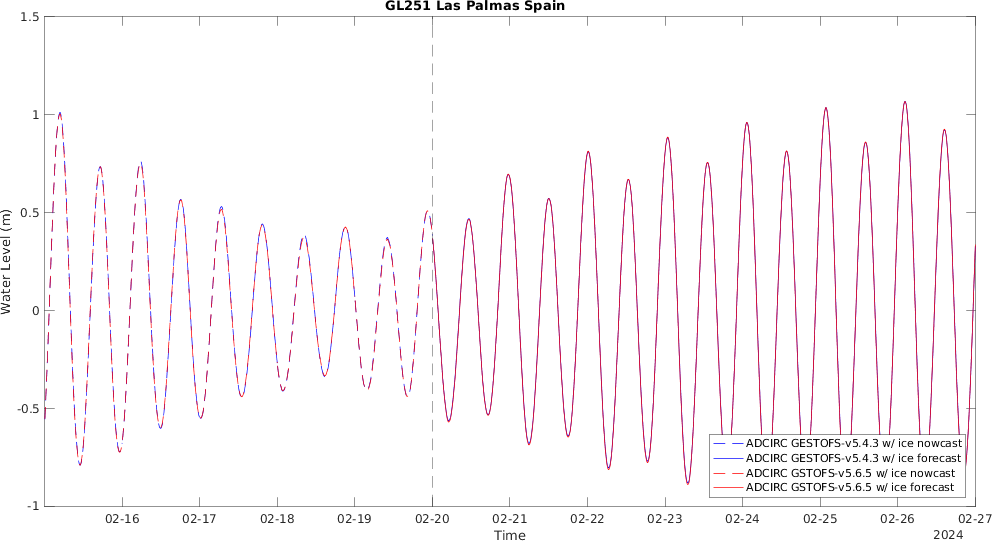 GL251 Las Palmas Spain
1.5
1
0.5
0
-0.5
-1
Water Level (m)
ADCIRC GESTOFS-v5.4.3 w/ ice nowcast
ADCIRC GESTOFS-v5.4.3 w/ ice forecast
ADCIRC GSTOFS-v5.6.5 w/ ice nowcast
ADCIRC GSTOFS-v5.6.5 w/ ice forecast
02-16 02-17 02-18 02-19 02-20 02-21 02-22 02-23 02-24 02-25 02-26 02-27
Time
2024